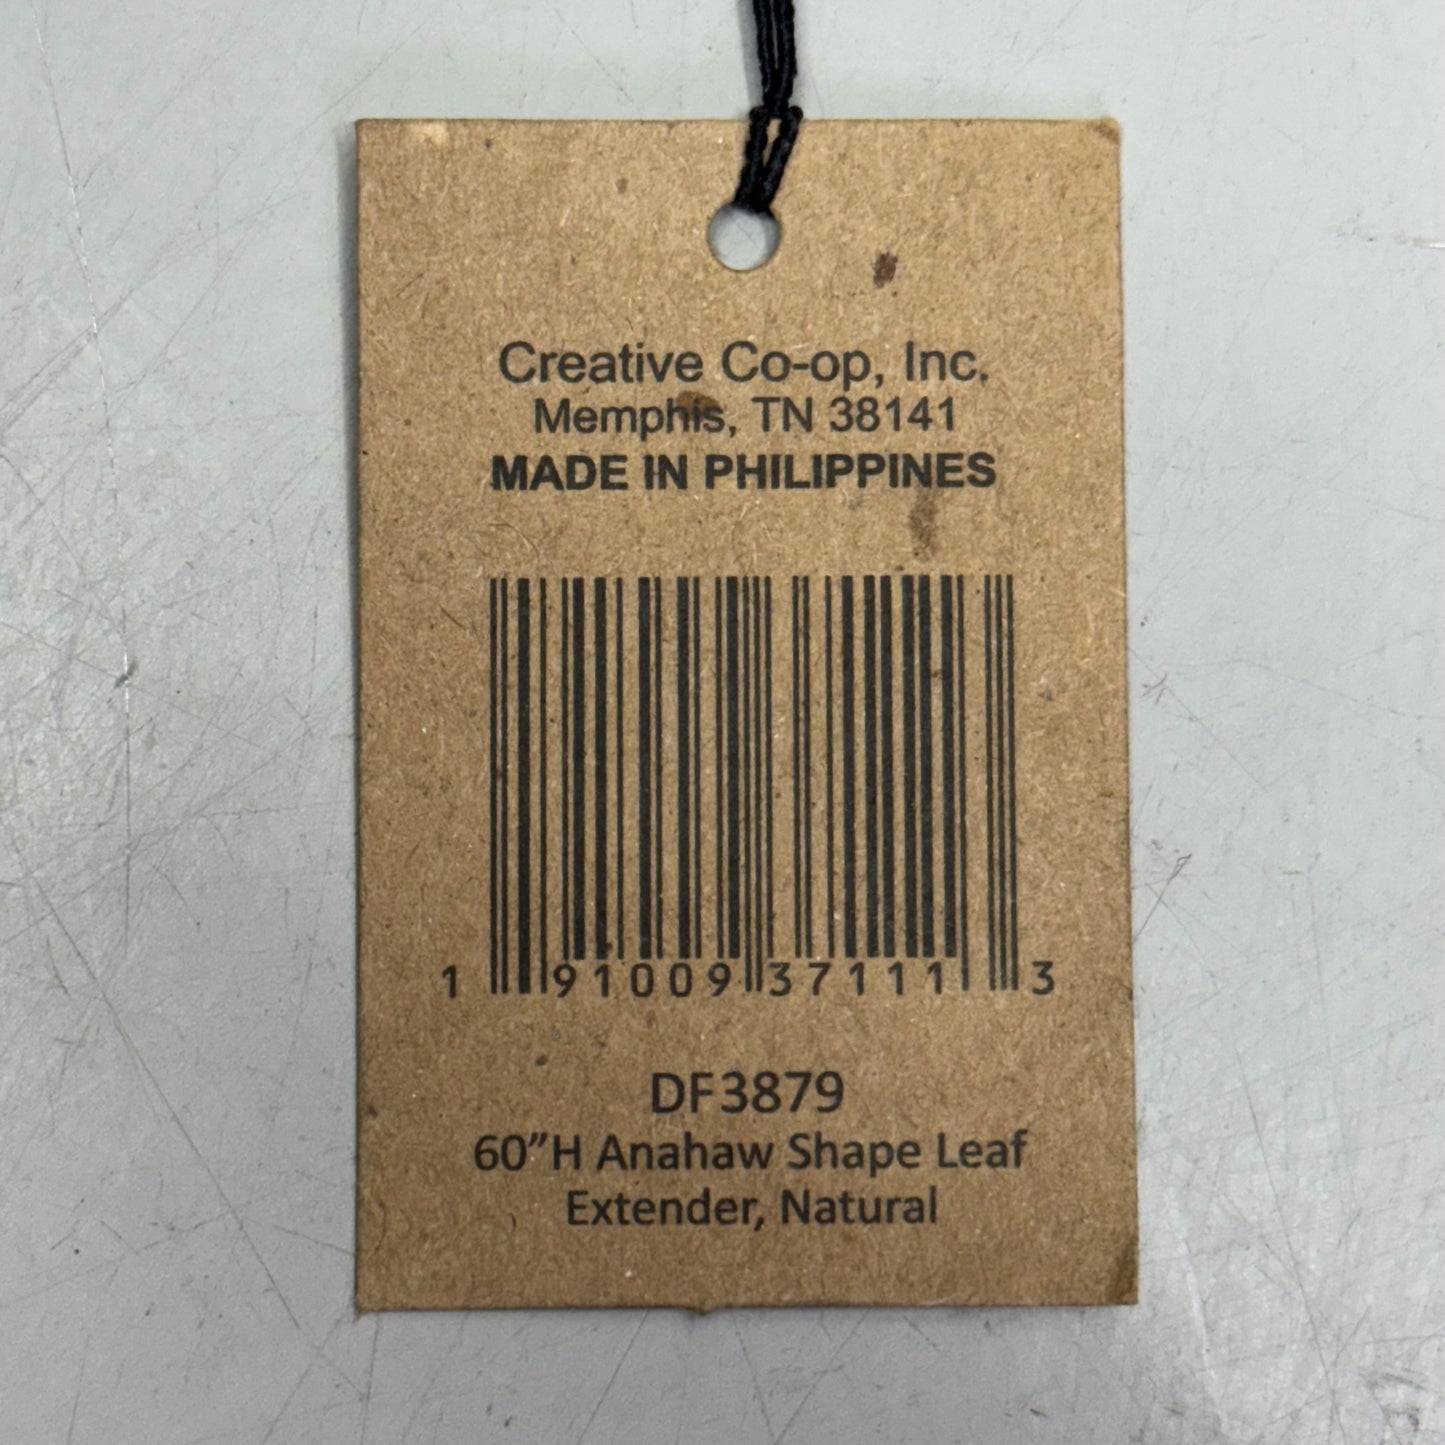 Creative Co-op, Inc.
Memphis, TN 38141
MADE IN PHILIPPINES
1 91009 37111 3
DF3879
60”H Anahaw Shape Leaf
Extender, Natural